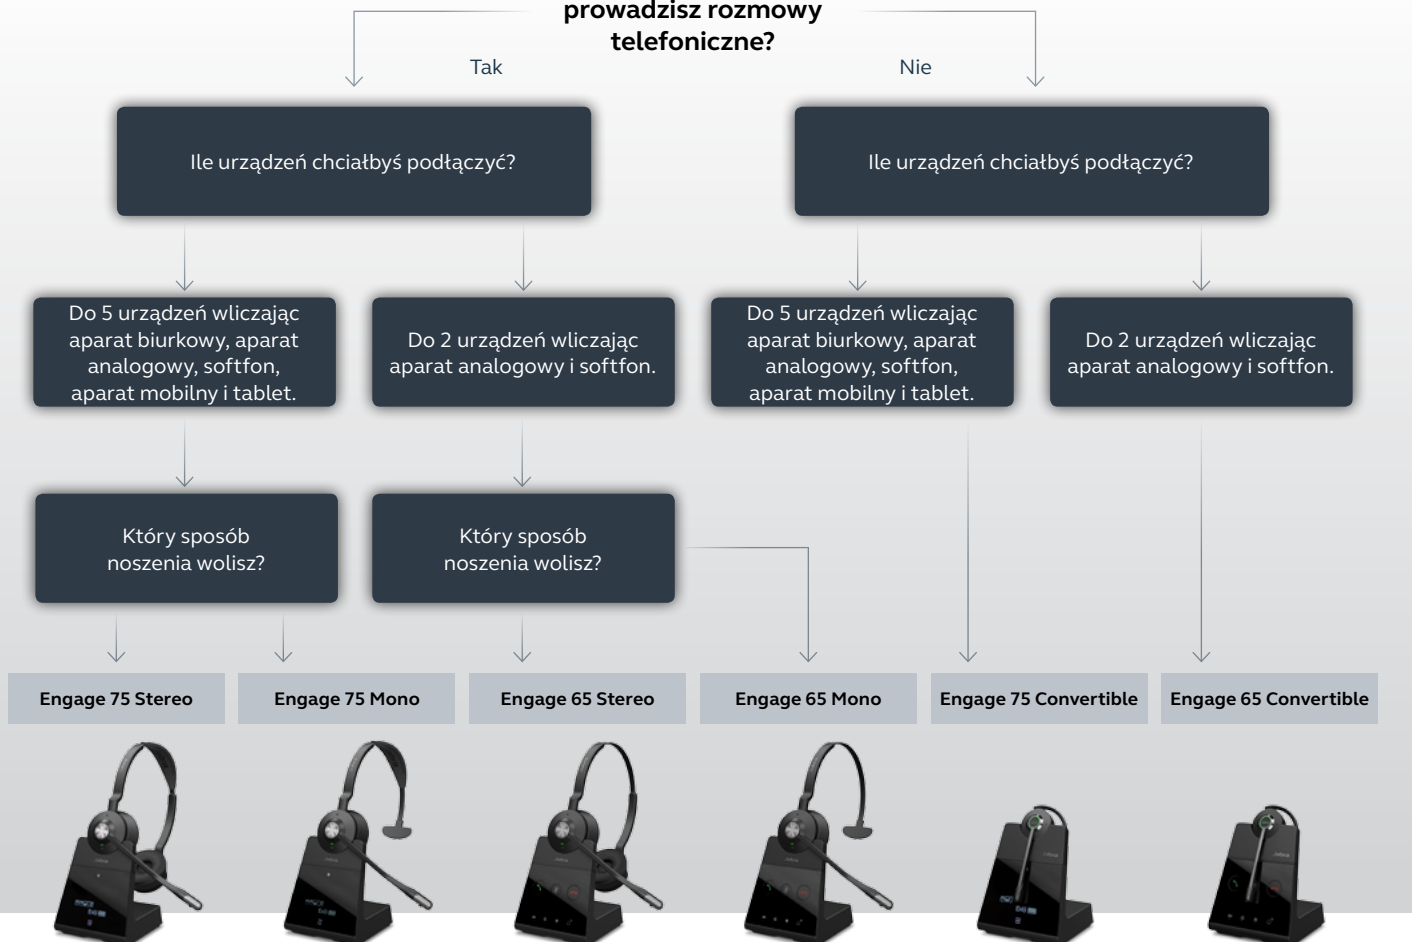 prowadzisz rozmowy
telefoniczne?
Tak
Nie
Ile urządzeń chciałbyś podłączyć?
Ile urządzeń chciałbyś podłączyć?
Do 5 urządzeń wliczając
aparat biurkowy, aparat
analogowy, softfon,
aparat mobilny i tablet.
Do 2 urządzeń wliczając
aparat analogowy i softfon.
Do 5 urządzeń wliczając
aparat biurkowy, aparat
analogowy, softfon,
aparat mobilny i tablet.
Do 2 urządzeń wliczając
aparat analogowy i softfon.
Który sposób
noszenia wolisz?
Który sposób
noszenia wolisz?
Engage 75 Stereo
Engage 75 Mono
Engage 65 Stereo
Engage 65 Mono
Engage 75 Convertible
Engage 65 Convertible